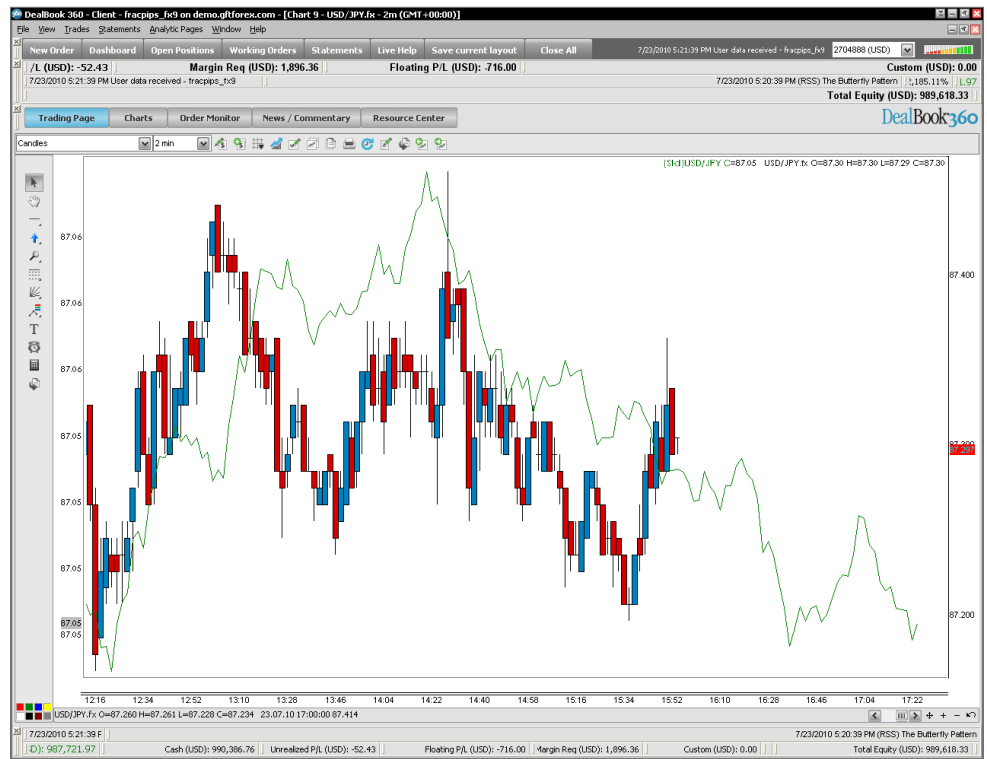 DealBook 360 - Client - fracpips_fx9 on demo.gftforex.com - [Chart 9 - USD/JPY.fx - 2m (GMT+00:00)]
File View Trades Statements Analytic Pages Window Help
New Order Dashboard Open Positions Working Orders Statements Live Help Save current layout Close All 7/23/2010 5:21:39 PM User data received - fracpips_fx9 2704888 (USD)
/L (USD): -52.43 Margin Req (USD): 1,896.36 Floating P/L (USD): -716.00 Custom (USD): 0.00
7/23/2010 5:21:39 PM User data received - fracpips_fx9 7/23/2010 5:20:39 PM (RSS) The Butterfly Pattern ,185.11% 1.97
Total Equity (USD): 989,618.33
Trading Page Charts Order Monitor News / Commentary Resource Center DealBook360
Candles 2 min
(Std)USD/JPY C=87.05 USD/JPY.fx O=87.30 H=87.30 L=87.29 C=87.30
87.06
87.400
87.06
87.06
87.05
87.297
87.05
87.05
87.05
87.200
87.05
T
12:16 12:34 12:52 13:10 13:28 13:46 14:04 14:22 14:40 14:58 15:16 15:34 15:52 16:10 16:28 16:46 17:04 17:22
USD/JPY.fx O=87.260 H=87.261 L=87.228 C=87.234 23.07.10 17:00:00 87.414
7/23/2010 5:21:39 P 7/23/2010 5:20:39 PM (RSS) The Butterfly Pattern
D): 987,721.97 Cash (USD): 990,386.76 Unrealized P/L (USD): -52.43 Floating P/L (USD): -716.00 Margin Req (USD): 1,896.36 Custom (USD): 0.00 Total Equity (USD): 989,618.33